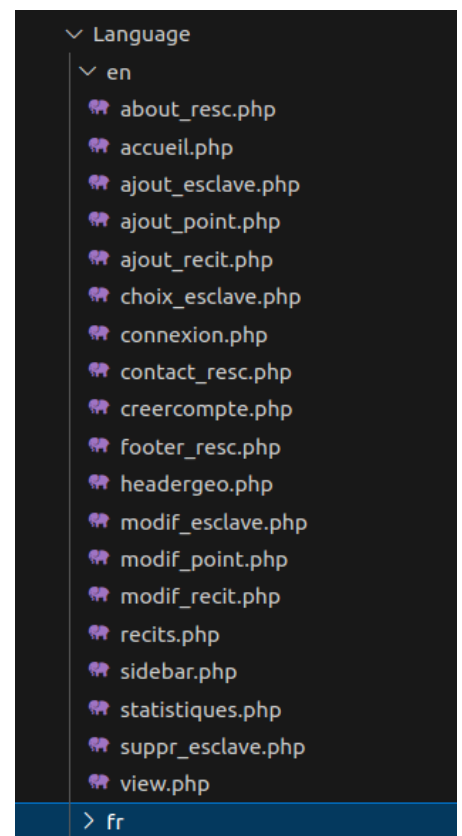 Language
en
about_resc.php
accueil.php
ajout_esclave.php
ajout_point.php
ajout_recit.php
choix_esclave.php
connexion.php
contact_resc.php
creercompte.php
footer_resc.php
headergeo.php
modif_esclave.php
modif_point.php
modif_recit.php
recits.php
sidebar.php
statistiques.php
suppr_esclave.php
view.php
fr